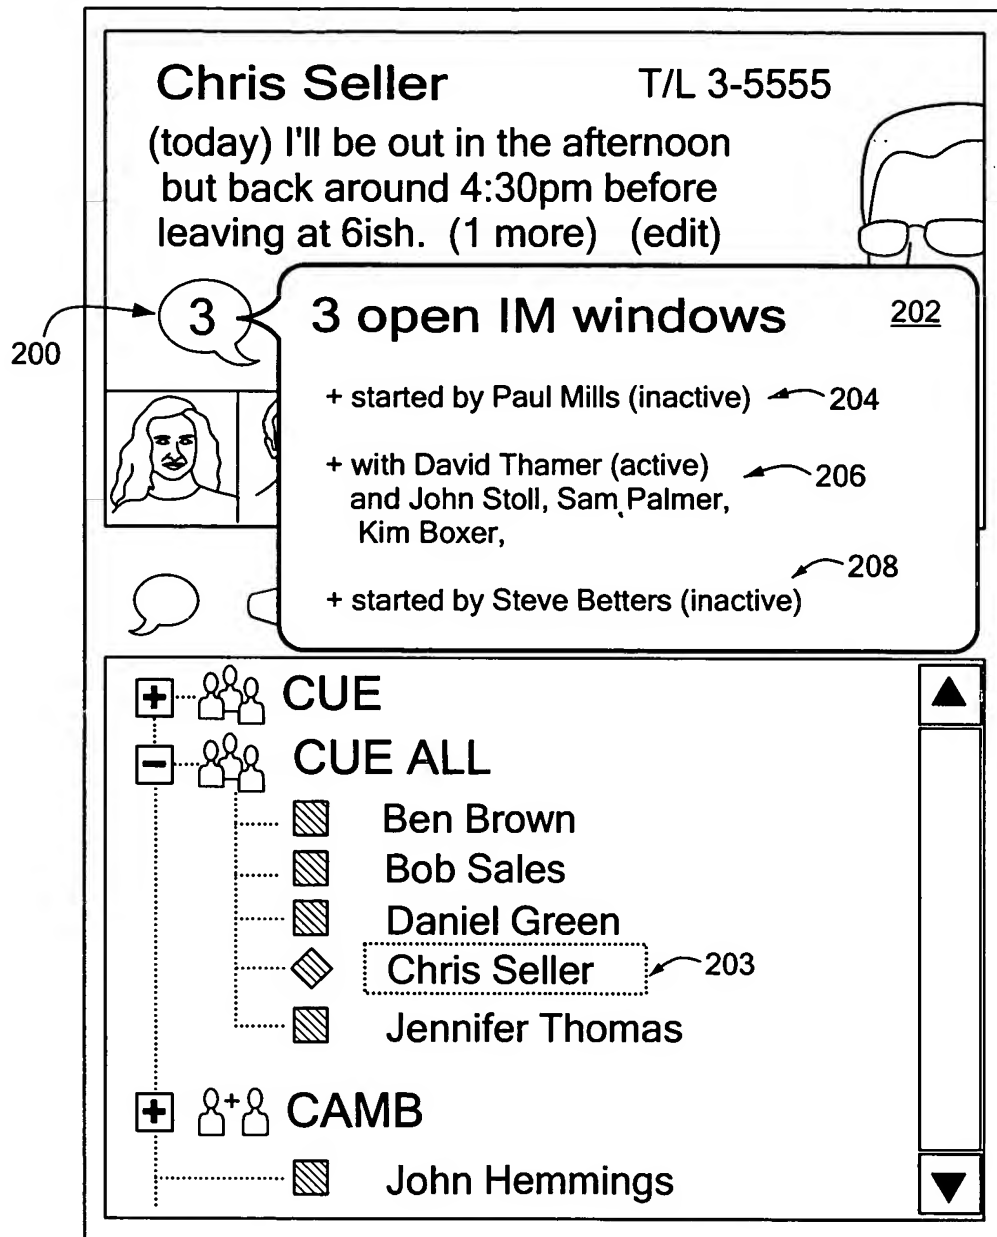 Chris Seller T/L 3-5555
(today) I'll be out in the afternoon
but back around 4:30pm before
leaving at 6ish. (1 more) (edit)
200
3
3 open IM windows 202
+ started by Paul Mills (inactive) 204
+ with David Thamer (active) 206
and John Stoll, Sam Palmer,
Kim Boxer,
208
+ started by Steve Betters (inactive)
CUE
CUE ALL
Ben Brown
Bob Sales
Daniel Green
Chris Seller 203
Jennifer Thomas
CAMB
John Hemmings